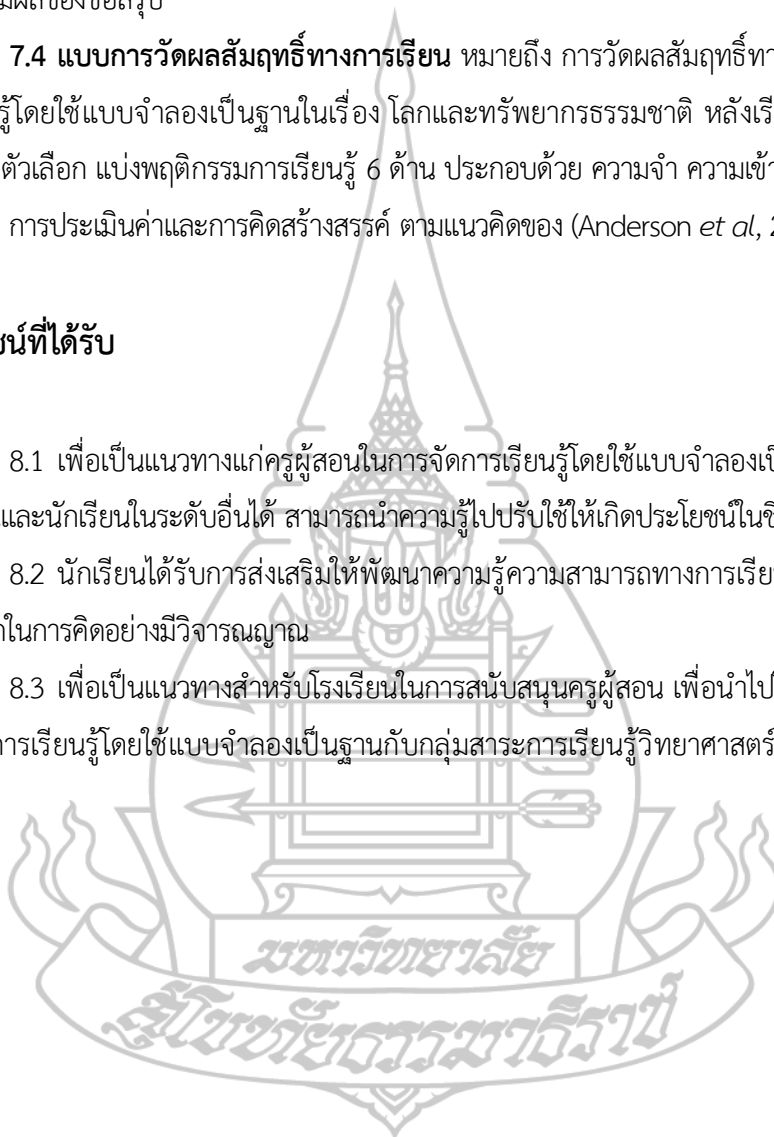 มผลของข้อสรุป
7.4 แบบการวัดผลสัมฤทธิ์ทางการเรียน หมายถึง การวัดผลสัมฤทธิ์ทา
รู้โดยใช้แบบจำลองเป็นฐานในเรื่อง โลกและทรัพยากรธรรมชาติ หลังเรี
ตัวเลือก แบ่งพฤติกรรมการเรียนรู้ 6 ด้าน ประกอบด้วย ความจำ ความเข้า
การประเมินค่าและการคิดสร้างสรรค์ ตามแนวคิดของ (Anderson et al, 2
ชน์ที่ได้รับ
8.1 เพื่อเป็นแนวทางแก่ครูผู้สอนในการจัดการเรียนรู้โดยใช้แบบจำลองเป็
และนักเรียนในระดับอื่นได้ สามารถนำความรู้ไปปรับใช้ให้เกิดประโยชน์ในชี
8.2 นักเรียนได้รับการส่งเสริมให้พัฒนาความรู้ความสามารถทางการเรีย
ในการคิดอย่างมีวิจารณญาณ
8.3 เพื่อเป็นแนวทางสำหรับโรงเรียนในการสนับสนุนครูผู้สอน เพื่อนำไป
การเรียนรู้โดยใช้แบบจำลองเป็นฐานกับกลุ่มสาระการเรียนรู้วิทยาศาสตร์
มหาวิทยาลัย
สุโขทัยธรรมาธิราช